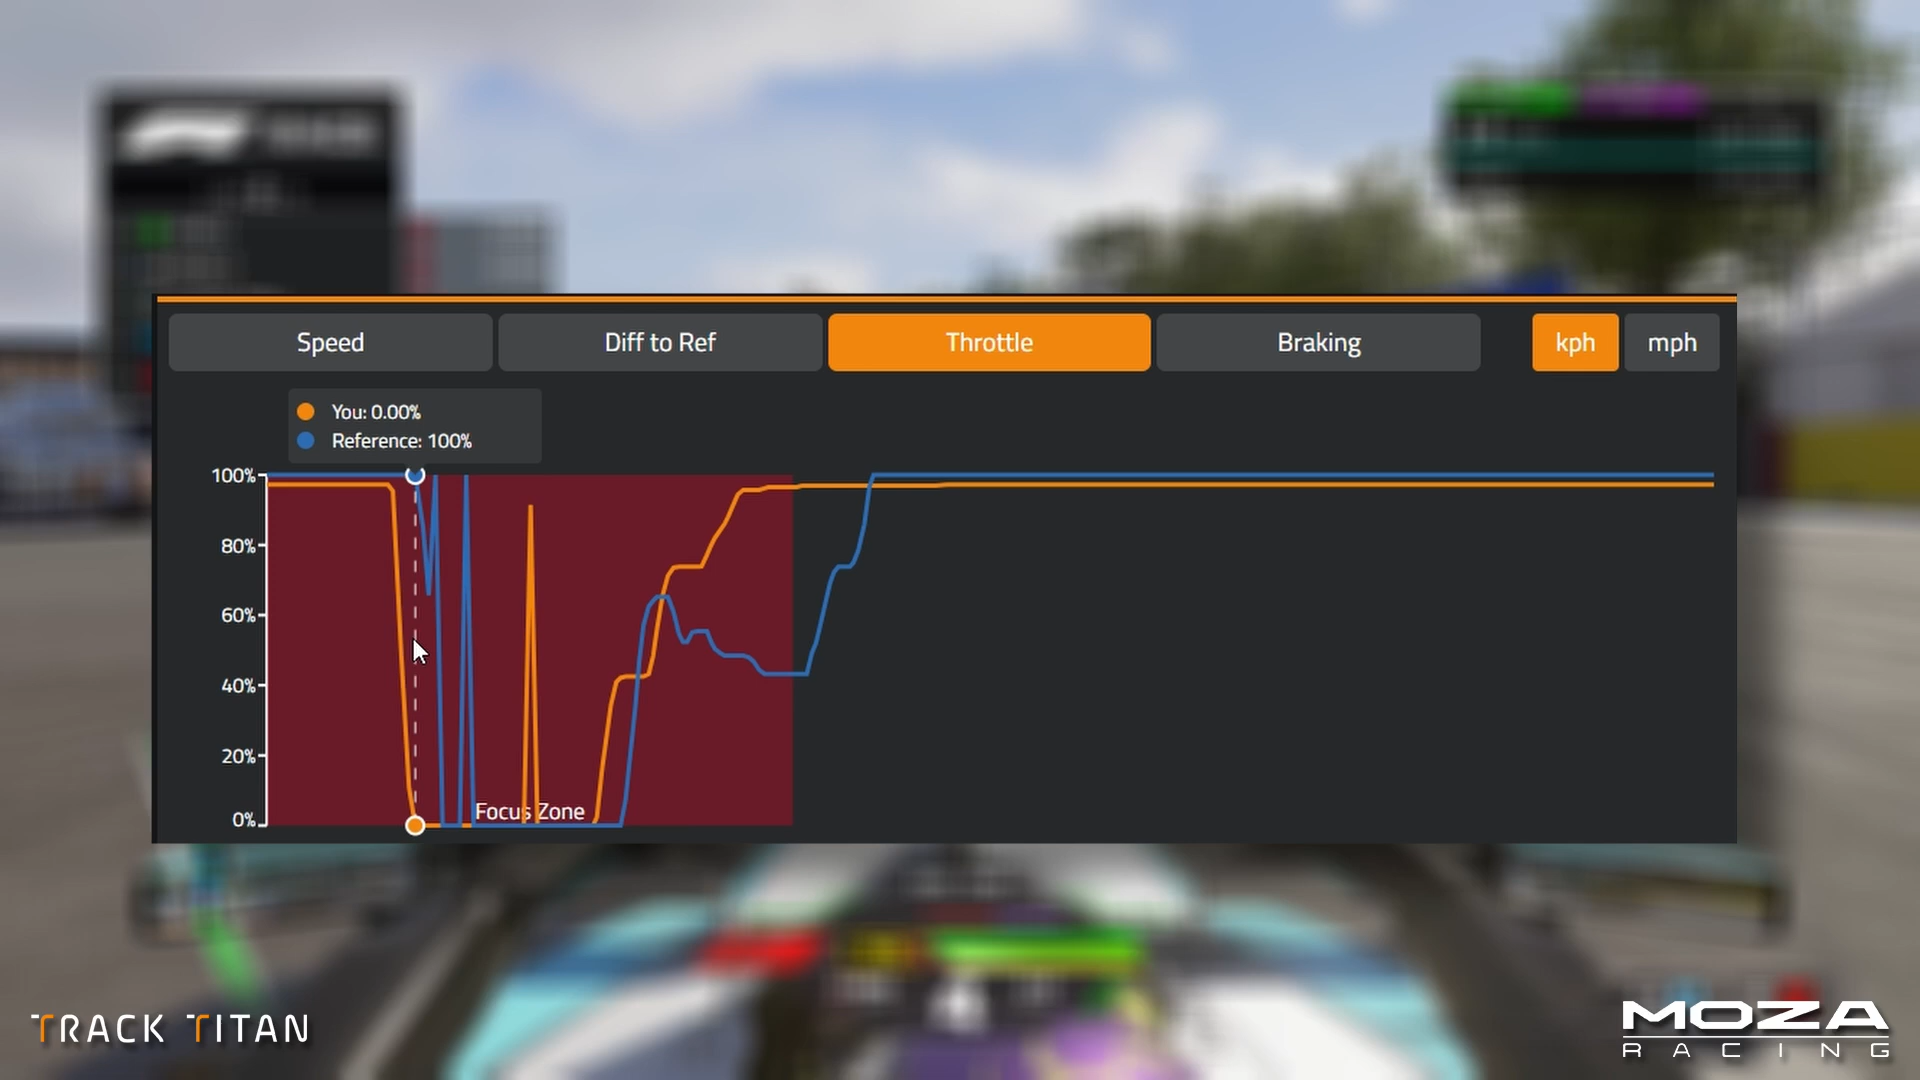 Speed
Diff to Ref
Throttle
Braking
kph
mph
You: 0.00%
Reference: 100%
100%
80%
60%
40%
20%
0%
Focus Zone
TRACK TITAN
MOZA
RACING